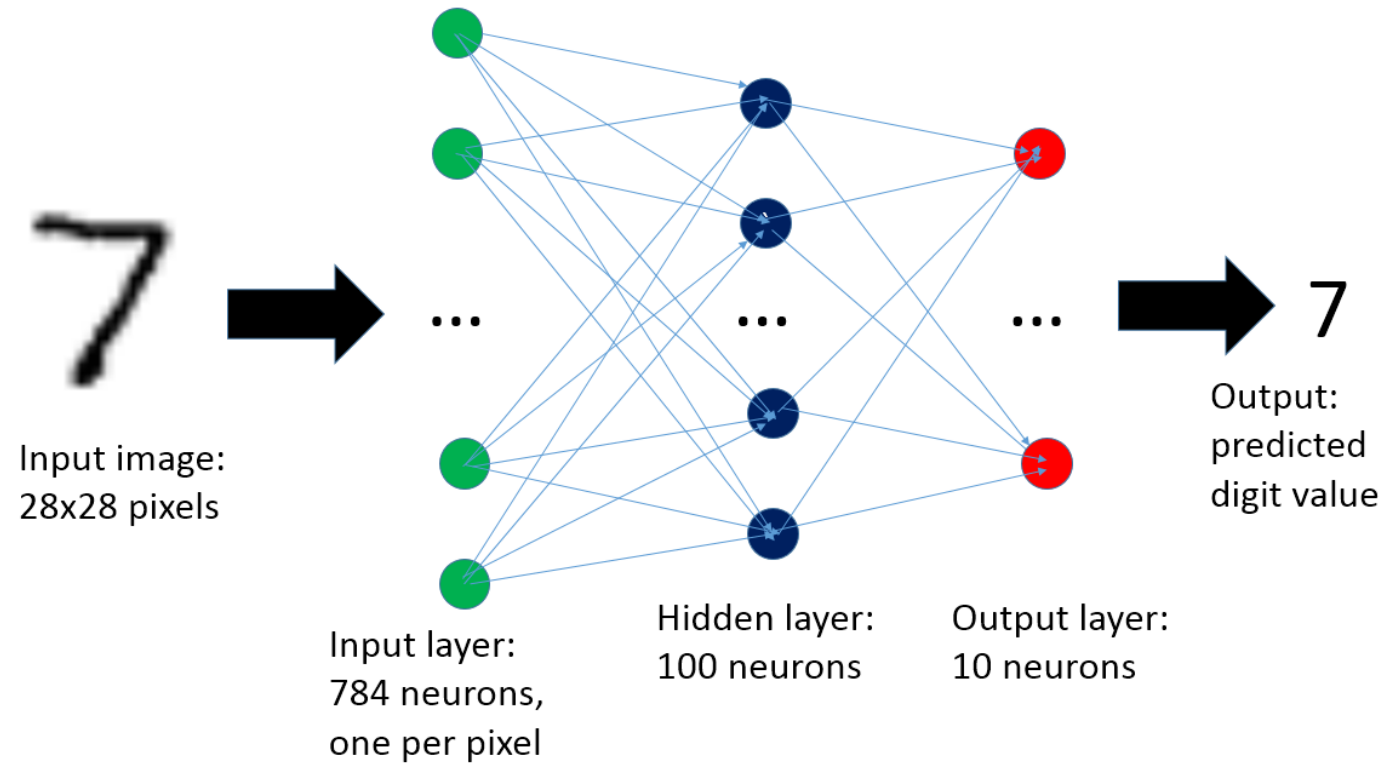 7
Input image:
28x28 pixels
...
...
...
Input layer:
784 neurons,
one per pixel
Hidden layer:
100 neurons
Output layer:
10 neurons
7
Output:
predicted
digit value